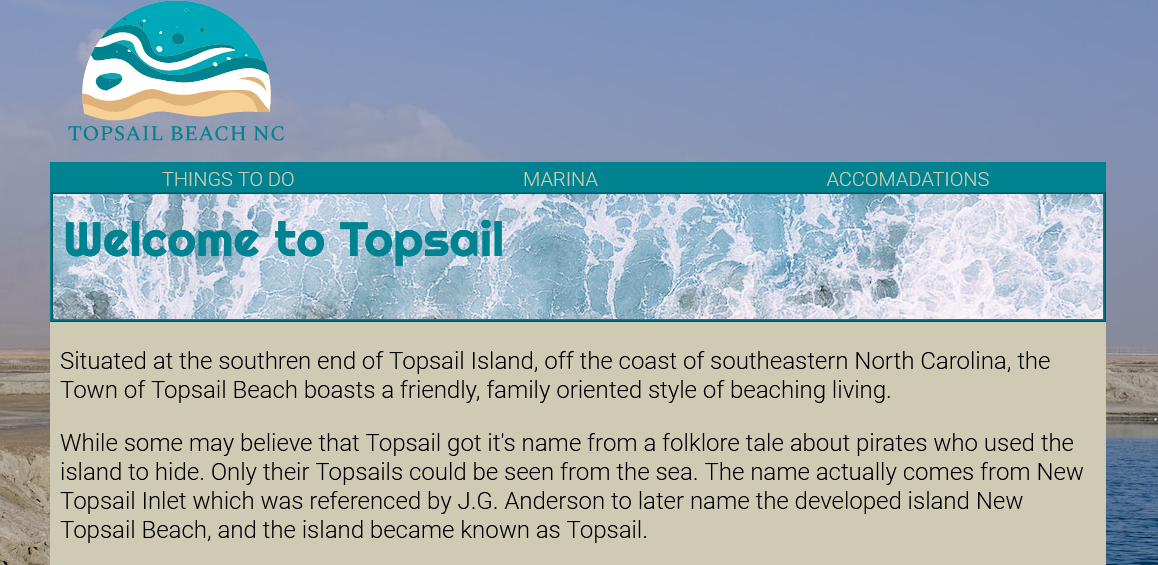 TOPSAIL BEACH NC
THINGS TO DO MARINA ACCOMADATIONS
Welcome to Topsail
Situated at the southren end of Topsail Island, off the coast of southeastern North Carolina, the
Town of Topsail Beach boasts a friendly, family oriented style of beaching living.
While some may believe that Topsail got it's name from a folklore tale about pirates who used the
island to hide. Only their Topsails could be seen from the sea. The name actually comes from New
Topsail Inlet which was referenced by J.G. Anderson to later name the developed island New
Topsail Beach, and the island became known as Topsail.